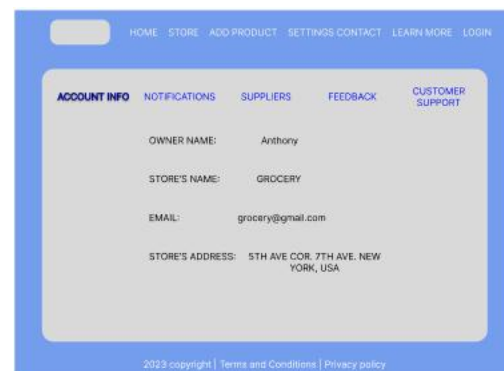 HOME STORE ADD PRODUCT SETTINGS CONTACT LEARN MORE LOGIN
ACCOUNT INFO NOTIFICATIONS SUPPLIERS FEEDBACK CUSTOMER SUPPORT
OWNER NAME: Anthony
STORE'S NAME: GROCERY
EMAIL: grocery@gmail.com
STORE'S ADDRESS: 5TH AVE COR. 7TH AVE. NEW
YORK, USA
2023 copyright | Terms and Conditions | Privacy policy